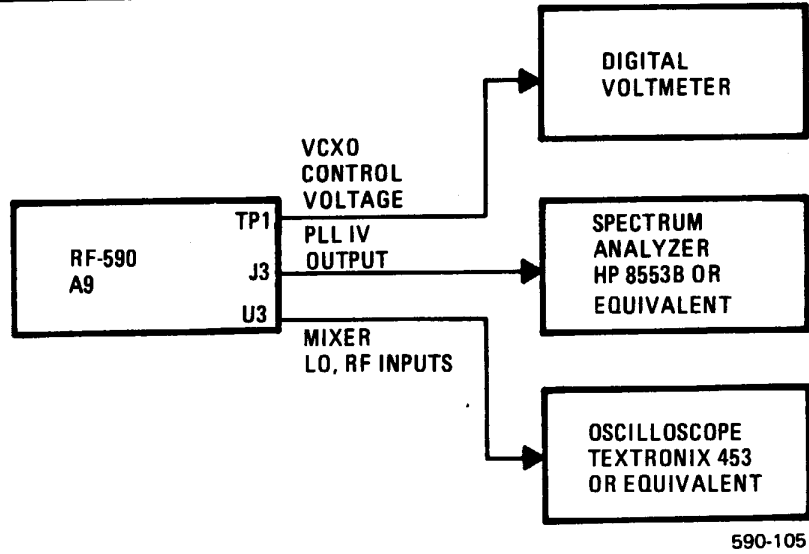 DIGITAL
VOLTMETER
VCXO
CONTROL
VOLTAGE
TP1
PLL IV
OUTPUT
RF-590
A9
J3
U3
SPECTRUM
ANALYZER
HP 8553B OR
EQUIVALENT
MIXER
LO, RF INPUTS
OSCILLOSCOPE
TEXTRONIX 453
OR EQUIVALENT
590-105